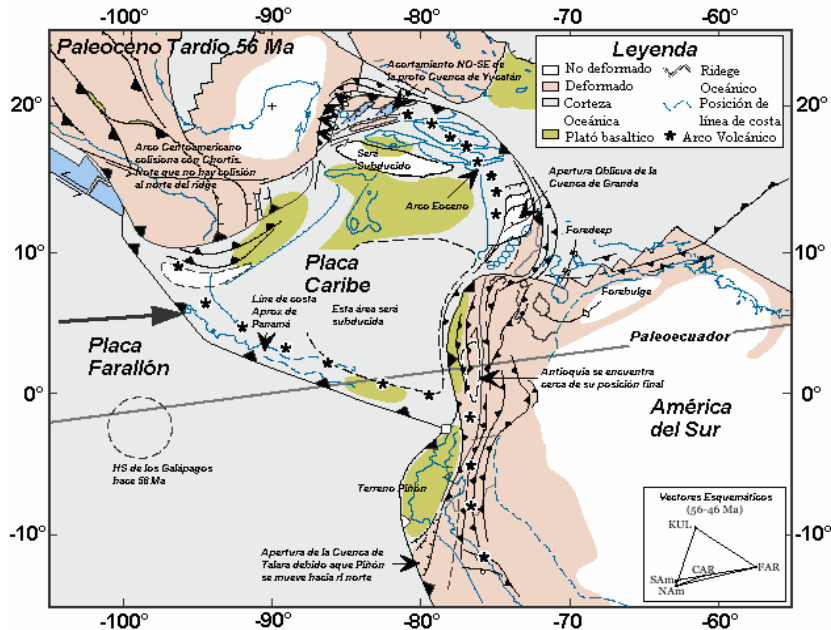 -100°
-90°
-80°
-70°
-60°
Paleoceno Tardío 56 Ma
Acortamiento NO-SE de
la proto Cuenca de Yucatán
Leyenda
No deformado
Deformado
Corteza
Oceánica
Plató basaltico
Ridege
Oceánico
Posición de
línea de costa
Arco Volcánico
20°
20°
Arco Centoamericano
colisiona con Chortis.
Note que no hay colisión
al norte del ridge
Será
Subducido
Apertura Oblicua de la
Cuenca de Granda
Arco Eoceno
Foredeep
10°
10°
Placa
Caribe
Forebulge
Line de costa
Aprox de
Panamá
Esta área será
subducida
Paleoecuador
Placa
Farallón
Antioquia se encuentra
cerca de su posición final
0°
0°
América
del Sur
HS de los Galápagos
hace 56 Ma
Terreno Piñón
Vectores Esquemáticos
(56-46 Ma)
KUL
CAR
FAR
SAm
NAm
-10°
-10°
Apertura de la Cuenca de
Talara debido aque Piñón
se mueve hacia rl norte
-100°
-90°
-80°
-70°
-60°